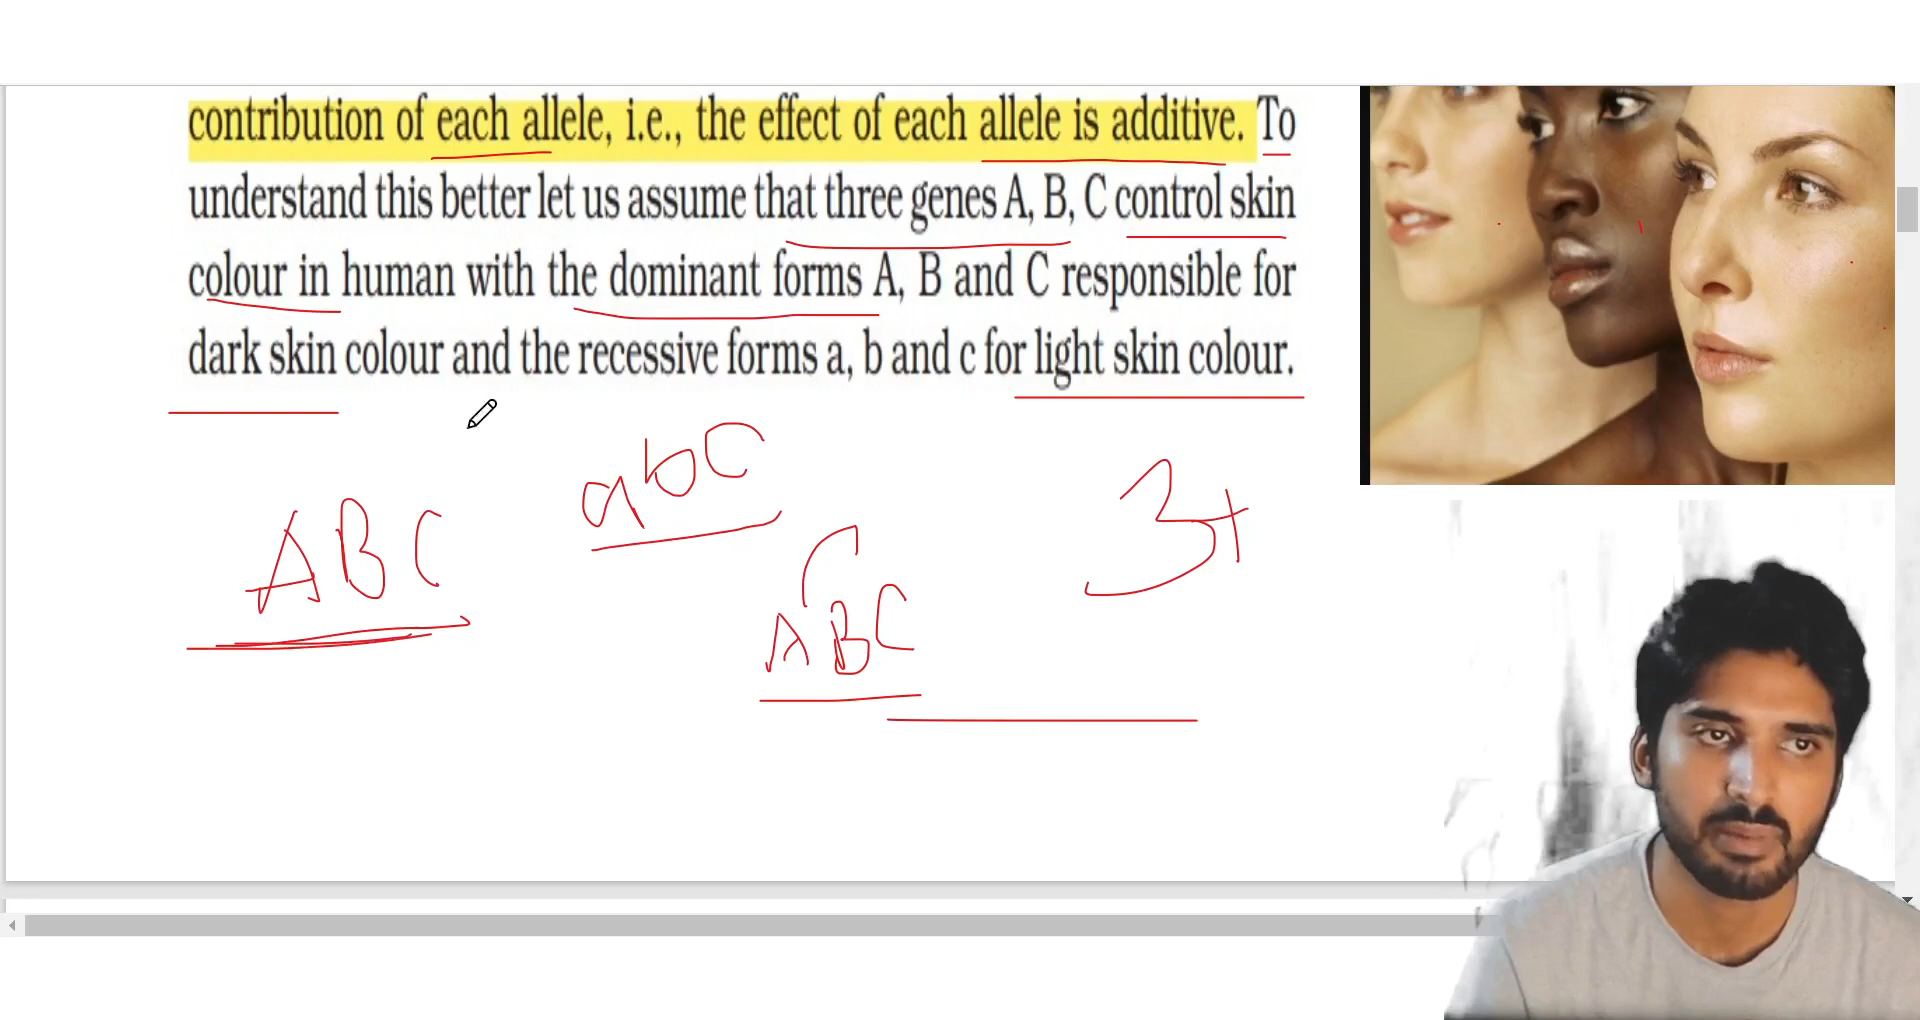 contribution of each allele, i.e., the effect of each allele is additive. To
understand this better let us assume that three genes A, B, C control skin
colour in human with the dominant forms A, B and C responsible for
dark skin colour and the recessive forms a, b and c for light skin colour.
abC
ABC
3+
ABC